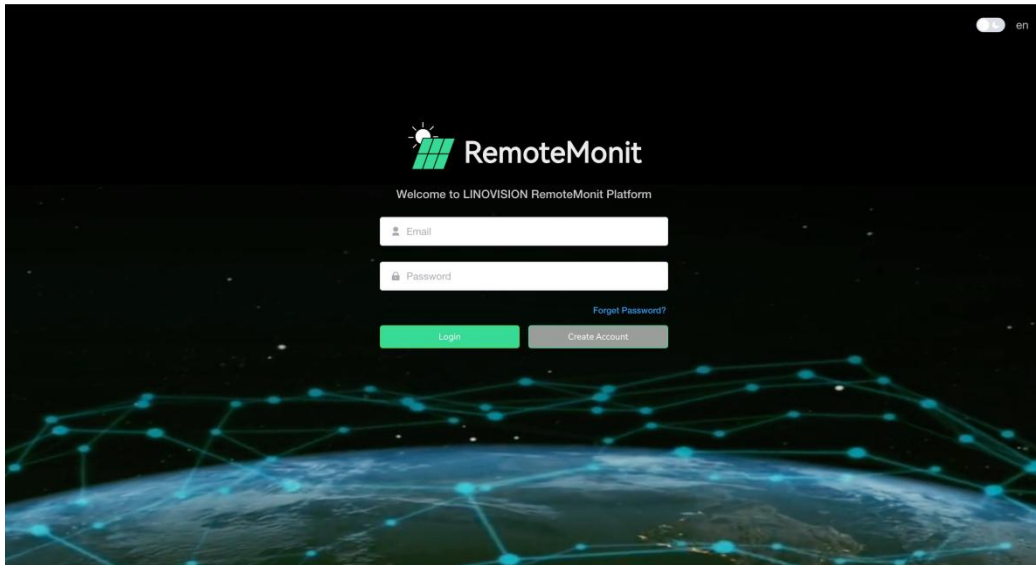 en
RemoteMonit
Welcome to LINOVISION RemoteMonit Platform
Email
Password
Forget Password?
Login Create Account